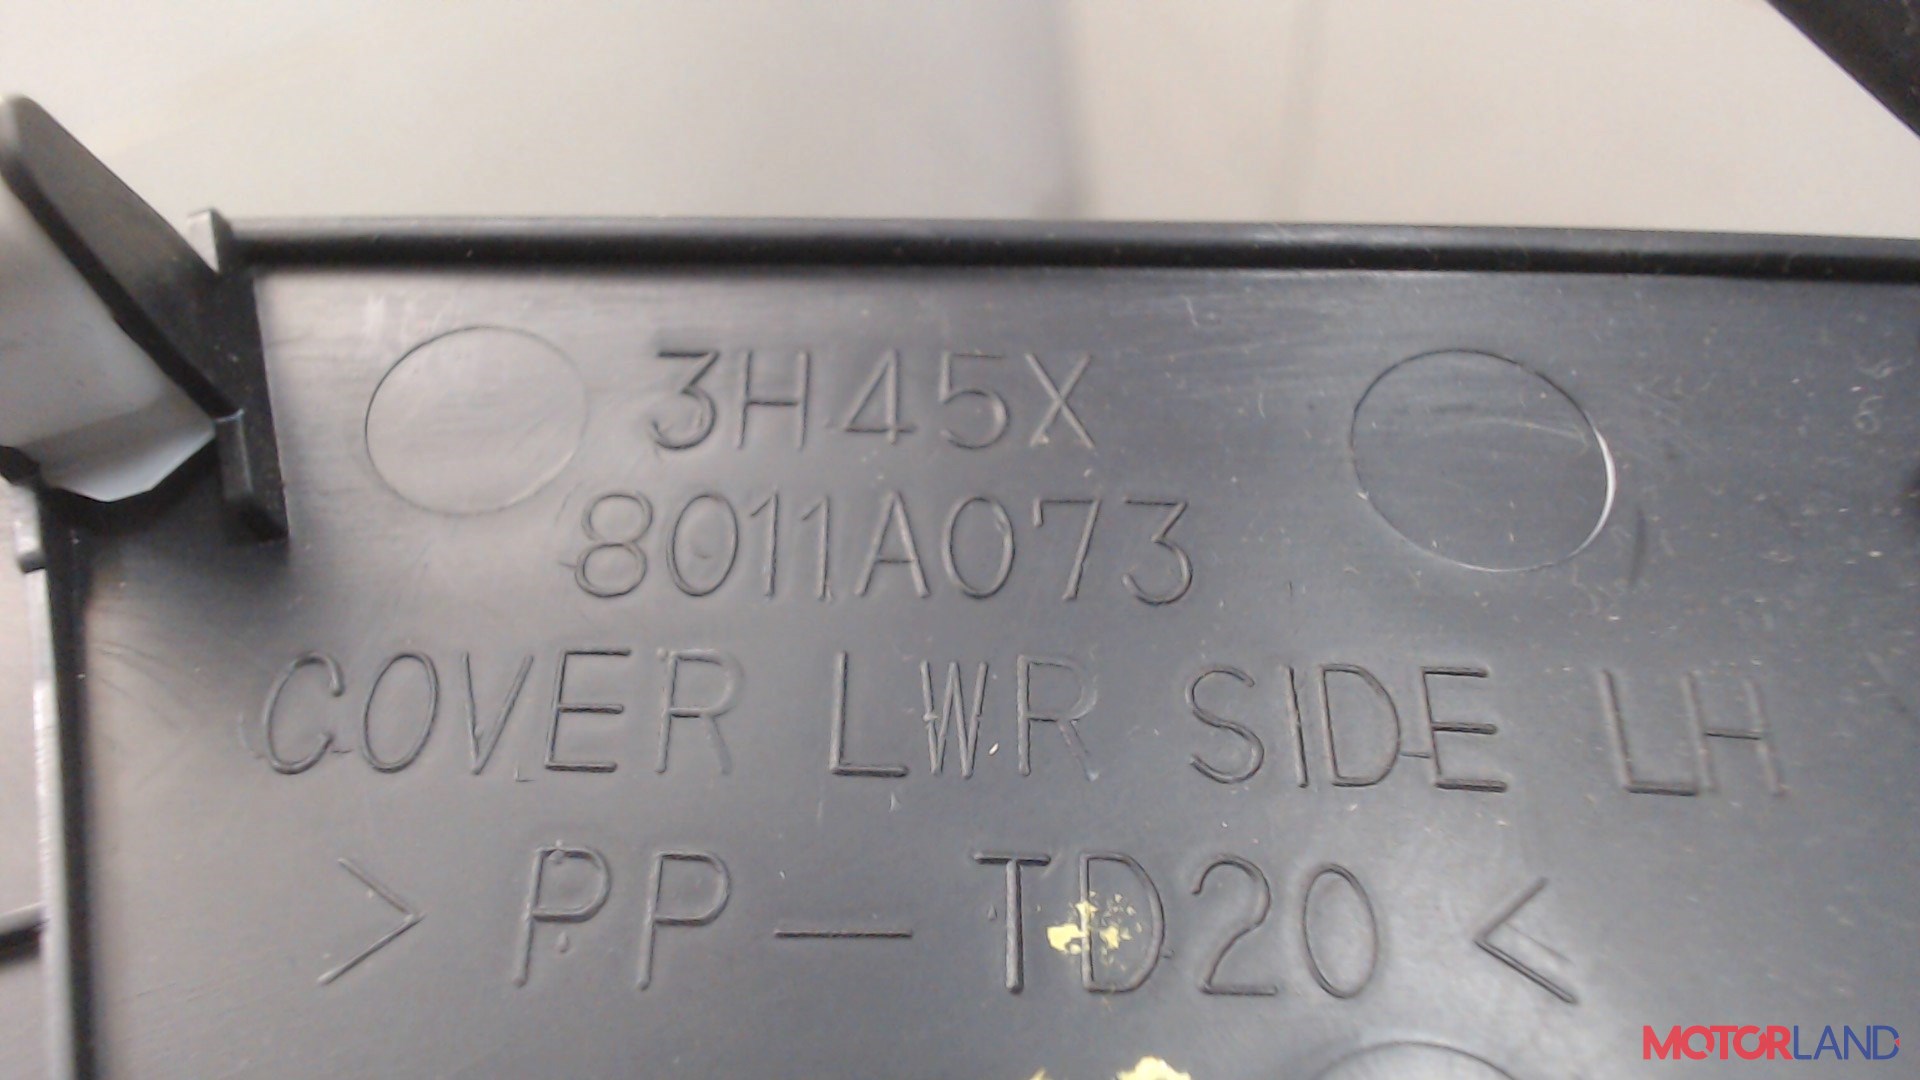 3H45X
8011A073
COVER LWR SIDE LH
> PP-TD20 <
MOTORLAND